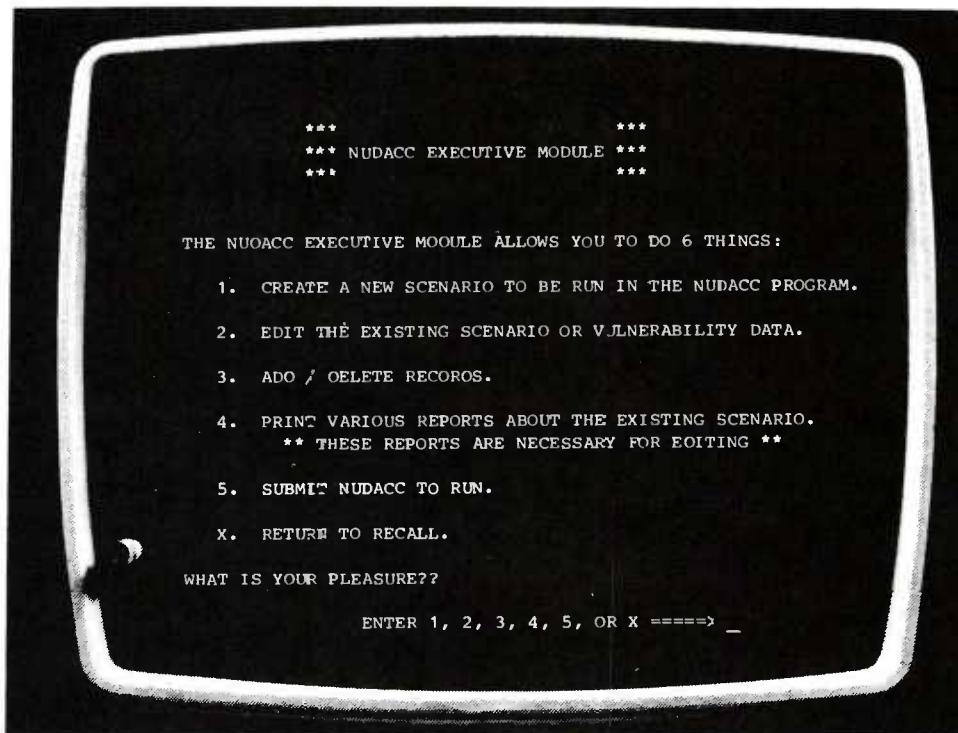 *** ***
*** NUDACC EXECUTIVE MODULE ***
*** ***
THE NUOACC EXECUTIVE MOOULE ALLOWS YOU TO DO 6 THINGS:
1. CREATE A NEW SCENARIO TO BE RUN IN THE NUDACC PROGRAM.
2. EDIT THE EXISTING SCENARIO OR VULNERABILITY DATA.
3. ADO / OELETE RECOROS.
4. PRINT VARIOUS REPORTS ABOUT THE EXISTING SCENARIO.
** THESE REPORTS ARE NECESSARY FOR EOITING **
5. SUBMIT NUDACC TO RUN.
X. RETURN TO RECALL.
WHAT IS YOUR PLEASURE??
ENTER 1, 2, 3, 4, 5, OR X =====> _